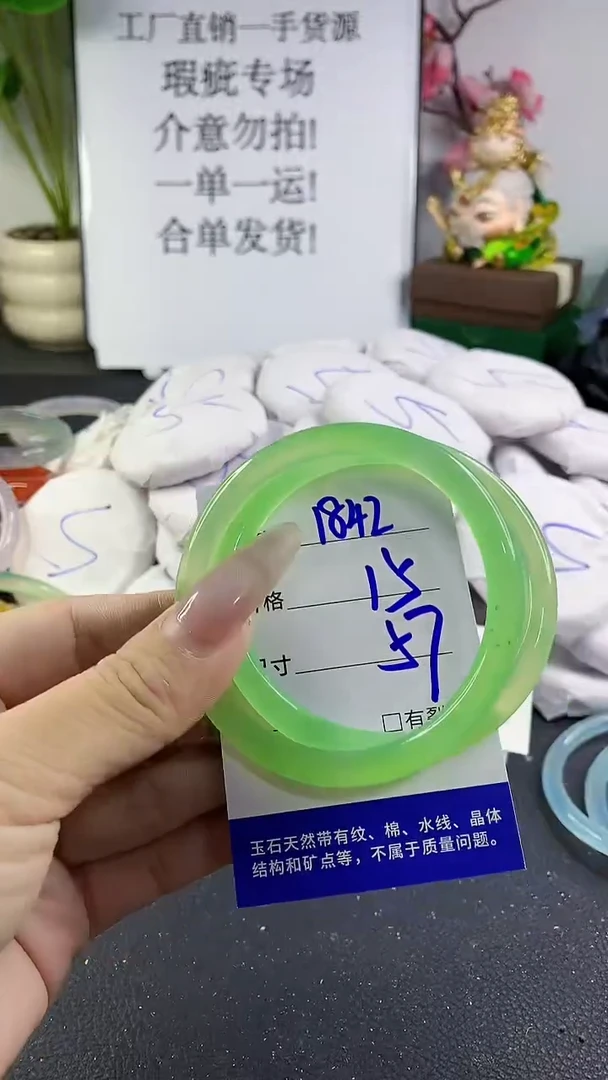 工厂直销一手货源
瑕疵专场
介意勿拍!
一单一运!
合单发货!
1842
格 15
寸 57
□有裂
玉石天然带有纹、棉、水线、晶体
结构和矿点等，不属于质量问题。